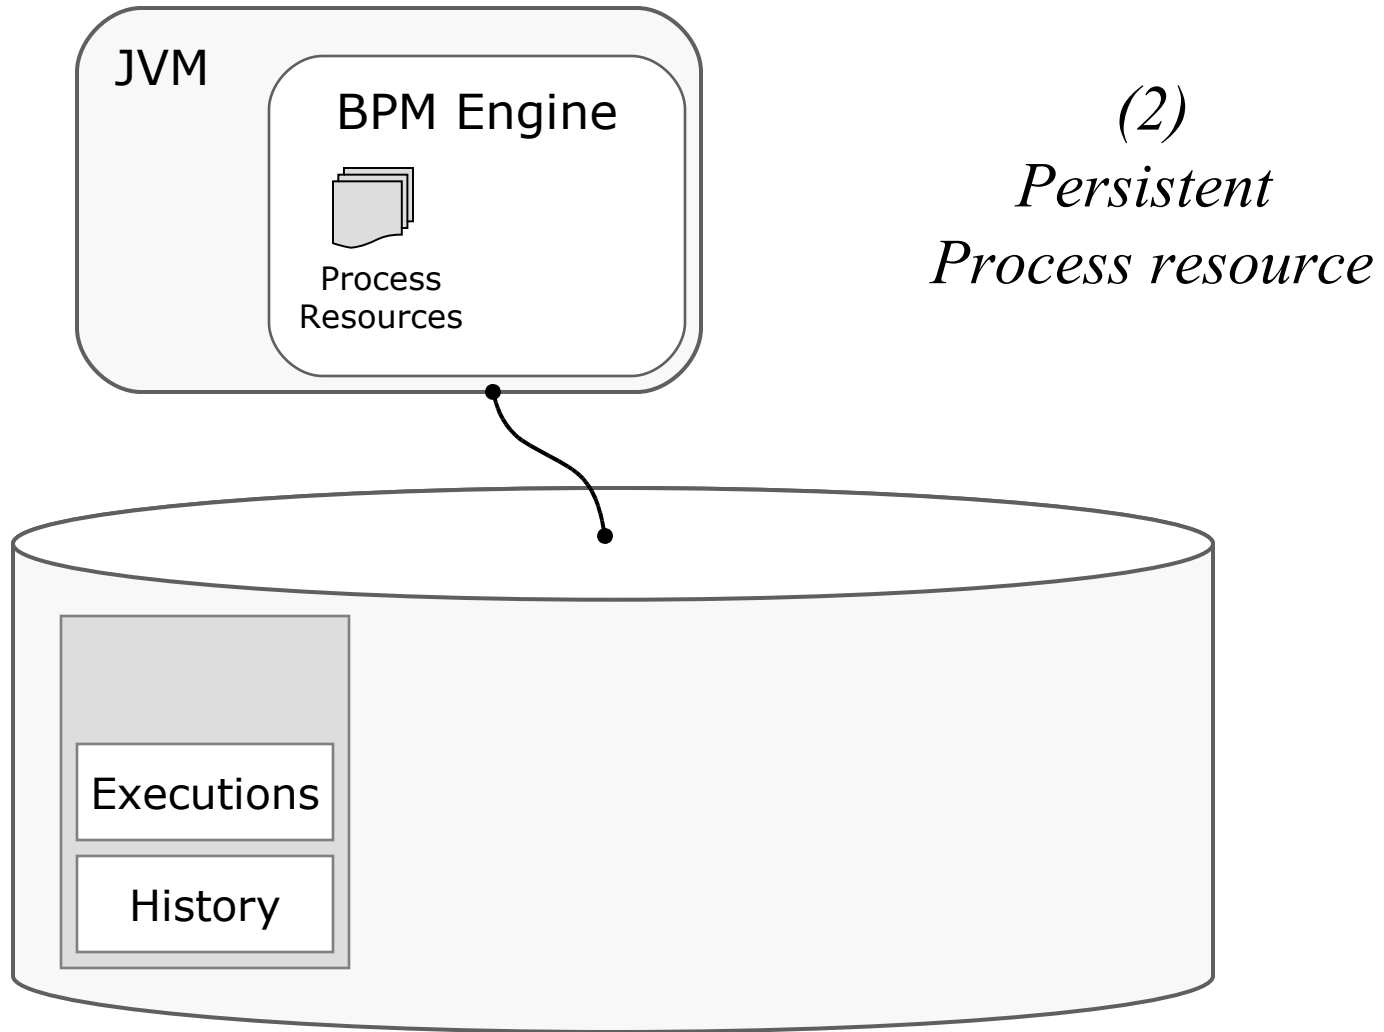 JVM
BPM Engine
Process
Resources
(2)
Persistent
Process resource
Executions
History